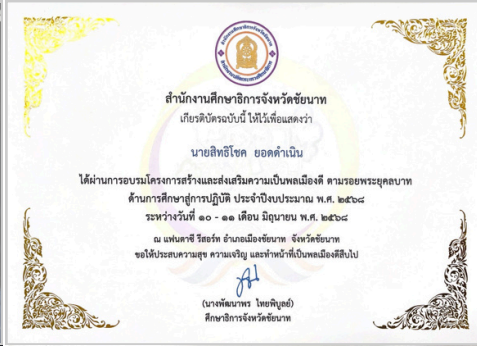 สำนักงานศึกษาธิการจังหวัดชัยนาท
เกียรติบัตรฉบับนี้ ให้ไว้เพื่อแสดงว่า
นายสิทธิโชค ยอดดำเนิน
ได้ผ่านการอบรมโครงการสร้างและส่งเสริมความเป็นพลเมืองดี ตามรอยพระยุคลบาท
ด้านการศึกษาสู่การปฏิบัติ ประจำปีงบประมาณ พ.ศ. ๒๕๖๘
ระหว่างวันที่ ๑๐ - ๑๑ เดือน มิถุนายน พ.ศ. ๒๕๖๘
ณ แฟนตาซี รีสอร์ท อำเภอเมืองชัยนาท จังหวัดชัยนาท
ขอให้ประสบความสุข ความเจริญ และทำหน้าที่เป็นพลเมืองดีสืบไป
(นางพัฒนาพร ไทยพิบูลย์)
ศึกษาธิการจังหวัดชัยนาท